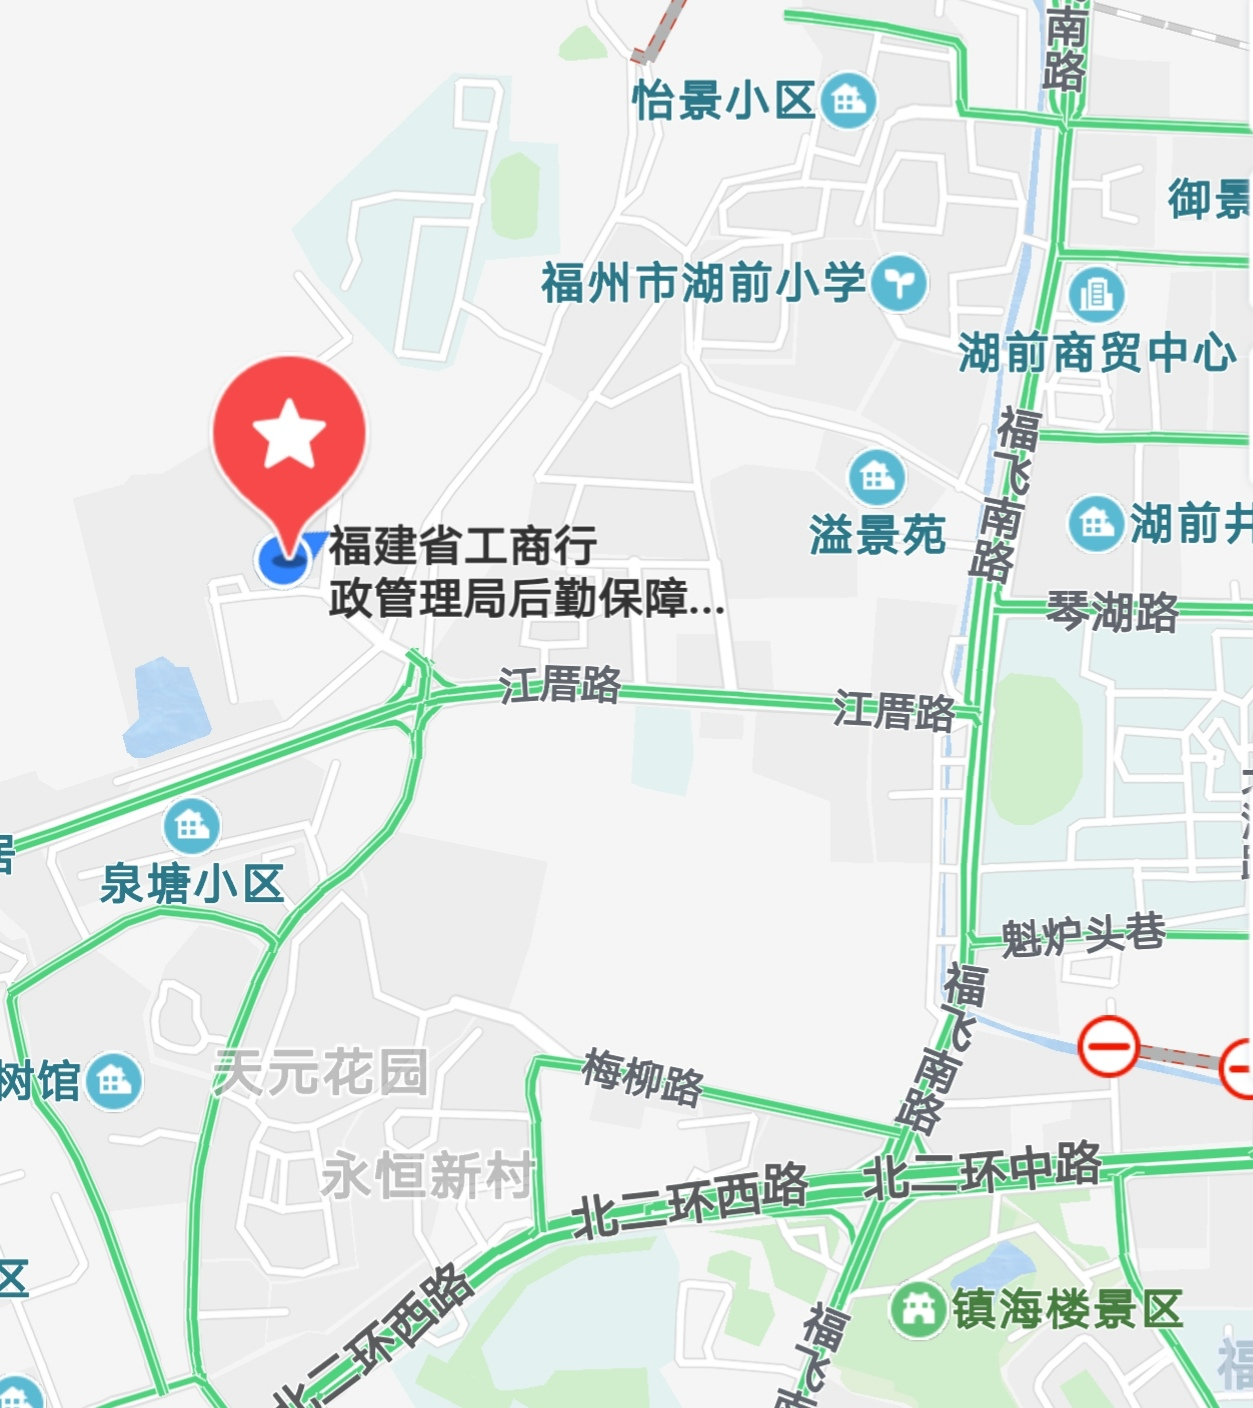 南路
怡景小区
御景
福州市湖前小学
湖前商贸中心
福飞南路
溢景苑
湖前井
福建省工商行
政管理局后勤保障...
琴湖路
江厝路
江厝路
居
泉塘小区
魁炉头巷
福飞南路
树馆
天元花园
梅柳路
永恒新村
北二环西路
北二环中路
区
北二环西路
镇海楼景区
福飞南
福